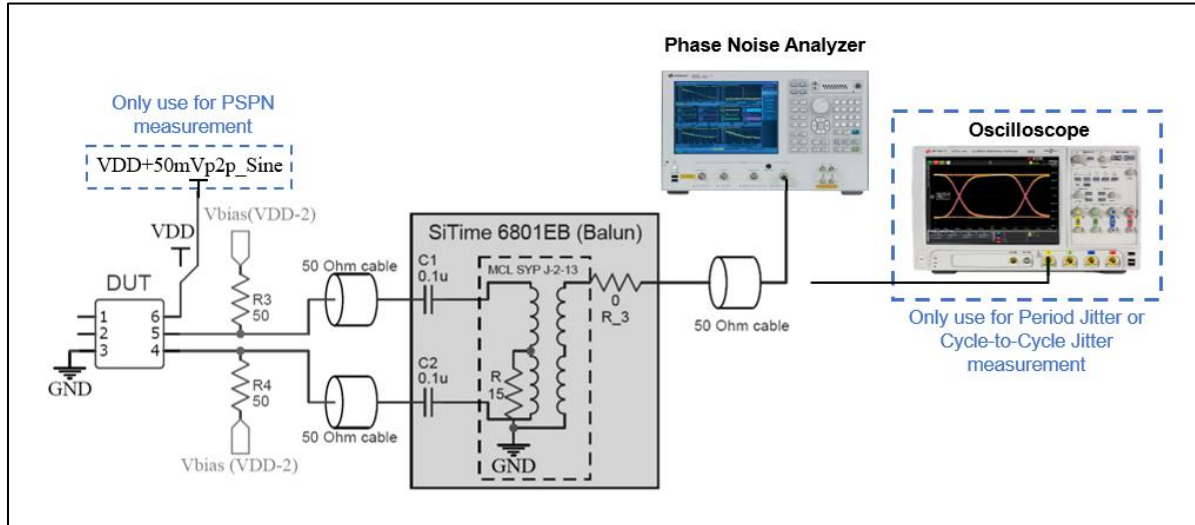 Phase Noise Analyzer
Only use for PSPN
measurement
VDD+50mVp2p_Sine
Oscilloscope
Vbias(VDD-2)
VDD
SiTime 6801EB (Balun)
50 Ohm cable
C1
0.1u
MCL SYP J-2-13
DUT
R3
50
0
R_3
1
2
3
6
5
4
50 Ohm cable
Only use for Period Jitter or
Cycle-to-Cycle Jitter
measurement
GND
R4
50
C2
0.1u
R
15
50 Ohm cable
GND
Vbias (VDD-2)